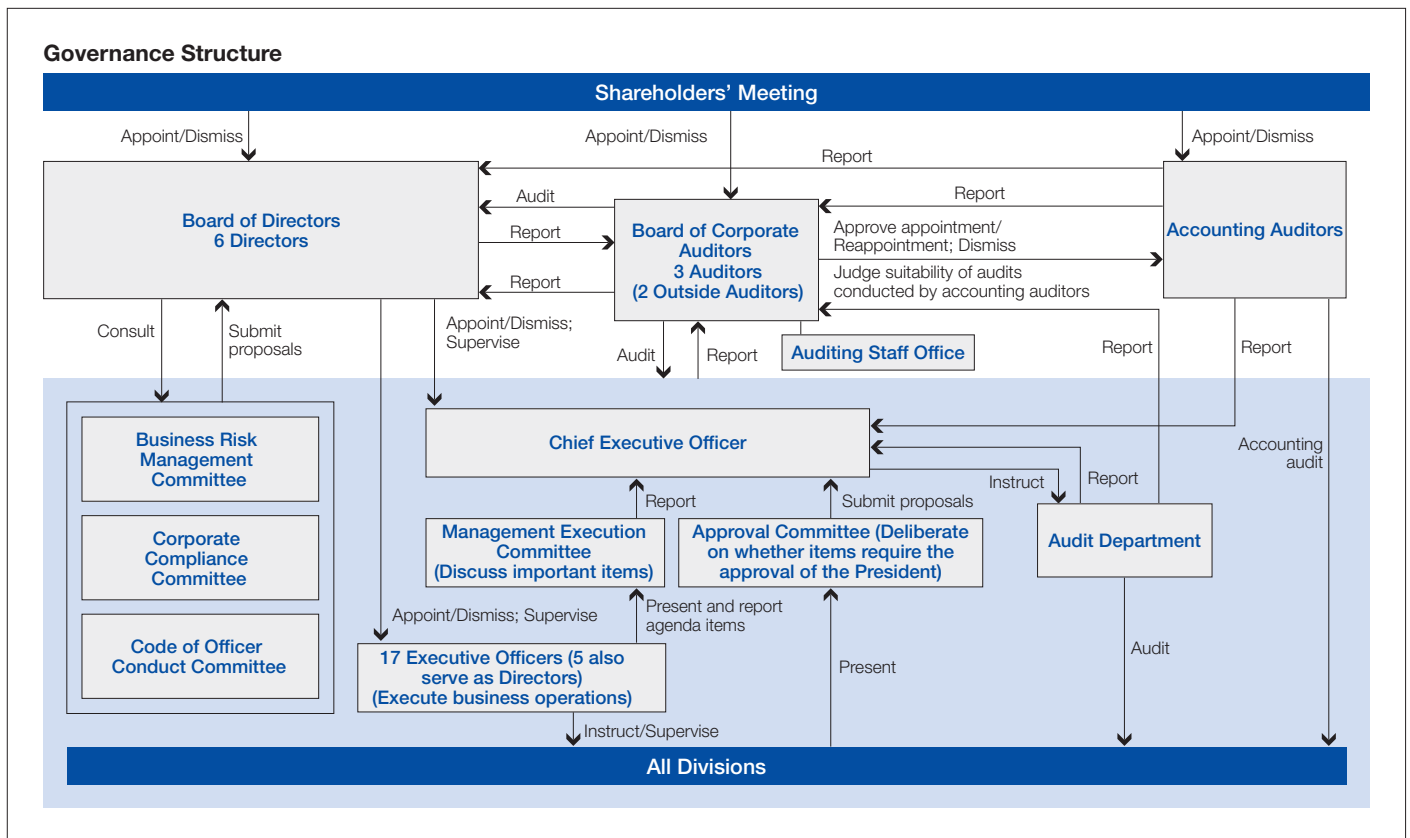 Governance Structure
Shareholders' Meeting
Appoint/Dismiss
Appoint/Dismiss
Appoint/Dismiss
Report
Board of Directors
6 Directors
Audit
Report
Report
Board of Corporate
Auditors
3 Auditors
(2 Outside Auditors)
Report
Approve appointment/
Reappointment; Dismiss
Judge suitability of audits
conducted by accounting auditors
Accounting Auditors
Consult
Submit
proposals
Appoint/Dismiss;
Supervise
Audit
Report
Auditing Staff Office
Report
Report
Business Risk
Management
Committee
Corporate
Compliance
Committee
Code of Officer
Conduct Committee
Chief Executive Officer
Accounting
audit
Instruct
Report
Report
Submit proposals
Management Execution
Committee
(Discuss important items)
Approval Committee (Deliberate
on whether items require the
approval of the President)
Audit Department
Appoint/Dismiss; Supervise
Present and report
agenda items
17 Executive Officers (5 also
serve as Directors)
(Execute business operations)
Present
Audit
Instruct/Supervise
All Divisions